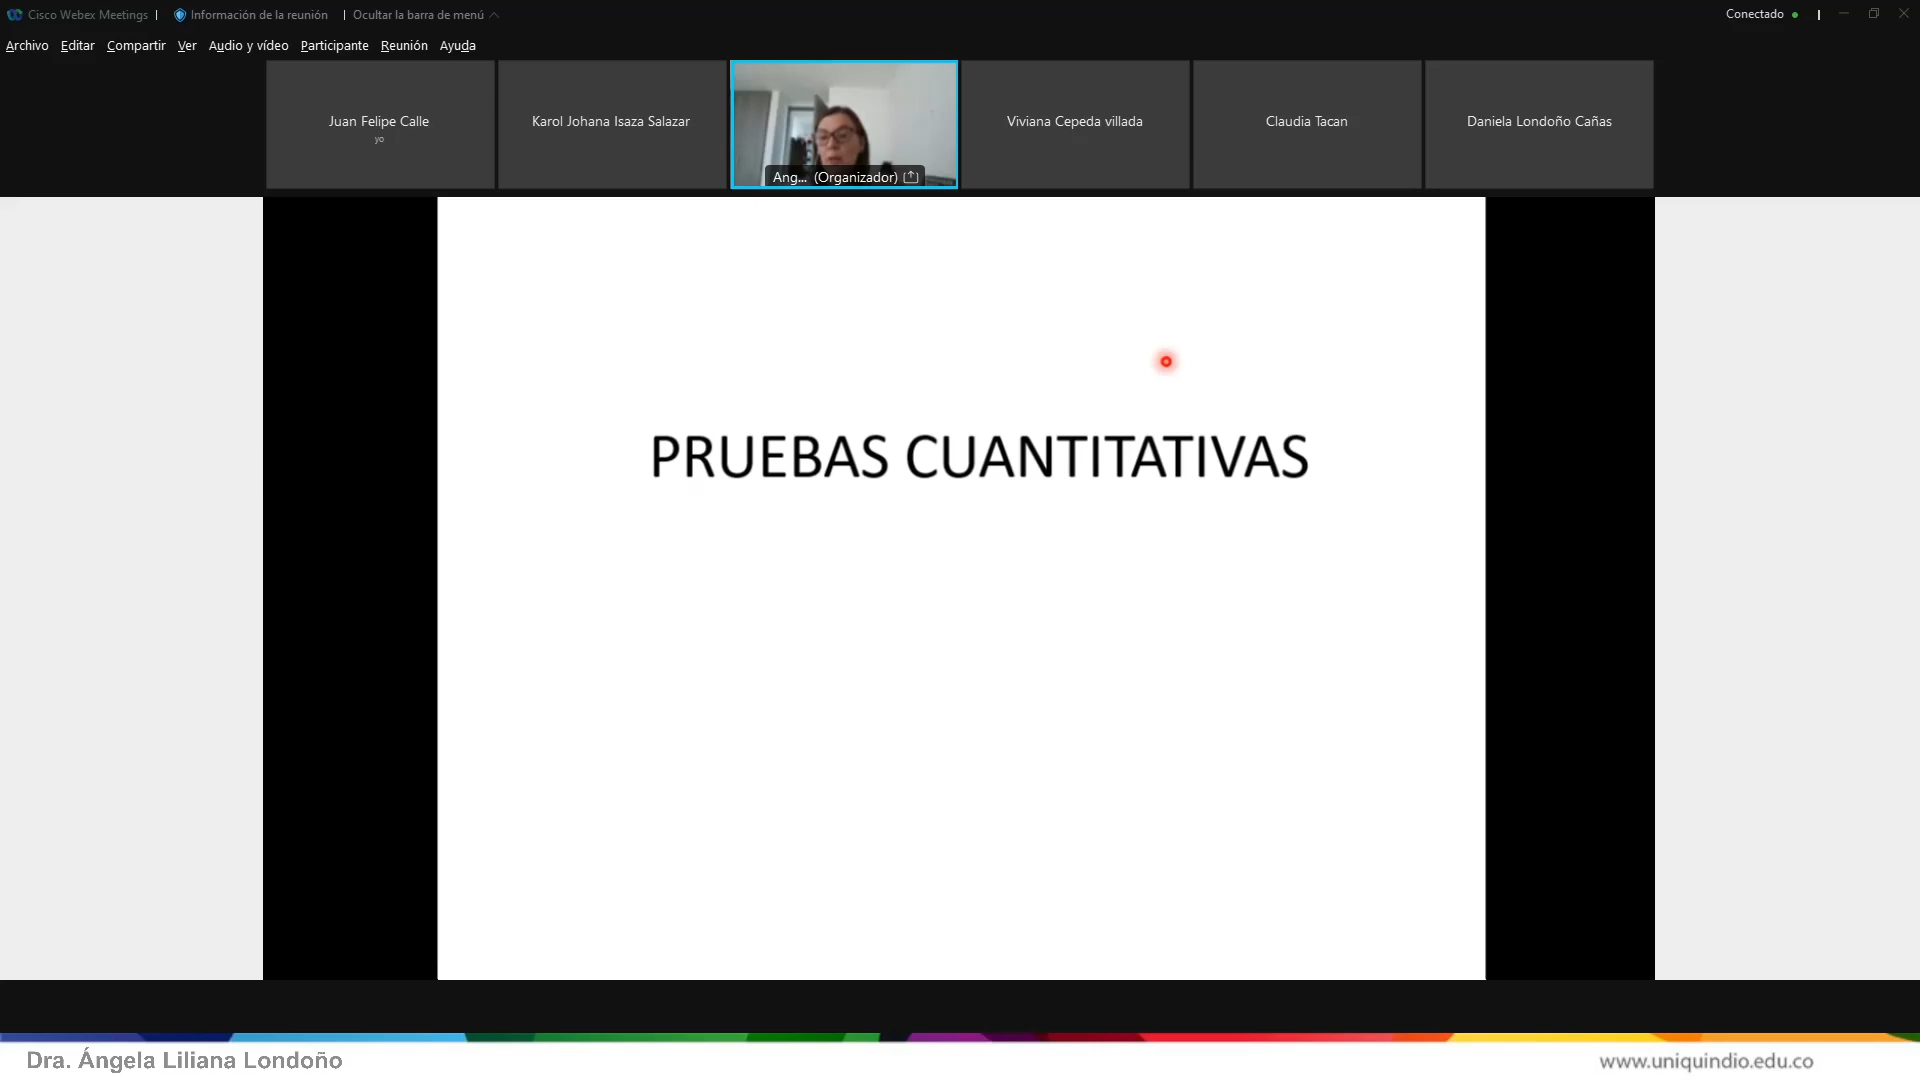 Cisco Webex Meetings | Información de la reunión | Ocultar la barra de menú
Conectado
Archivo Editar Compartir Ver Audio y vídeo Participante Reunión Ayuda
Juan Felipe Calle
yo
Karol Johana Isaza Salazar
Ang... (Organizador)
Viviana Cepeda villada
Claudia Tacan
Daniela Londoño Cañas
PRUEBAS CUANTITATIVAS
Dra. Ángela Liliana Londoño
www.uniquindio.edu.co